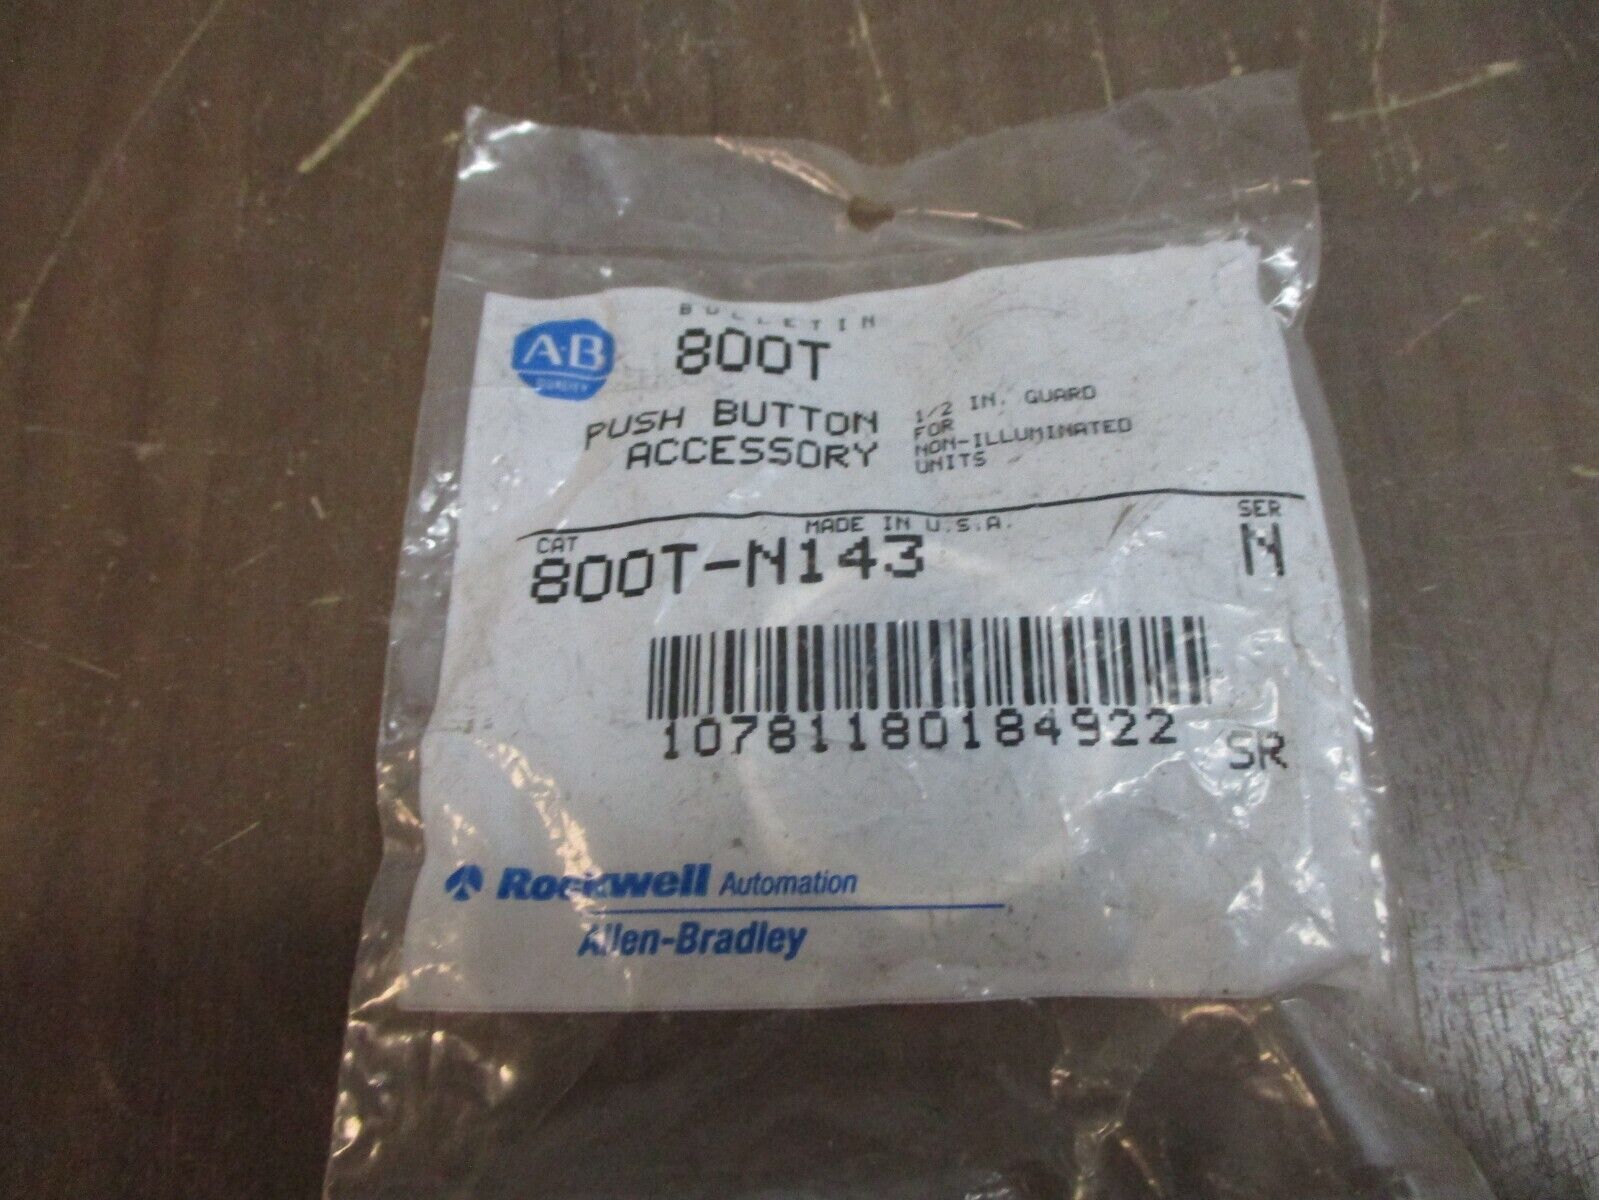 BULLETIN
A-B
QUALITY
800T
PUSH BUTTON
ACCESSORY
1/2 IN. GUARD
FOR
NON-ILLUMINATED
UNITS
MADE IN U.S.A.
CAT
800T-N143
SER
N
10781180184922
SR
Rockwell Automation
Allen-Bradley